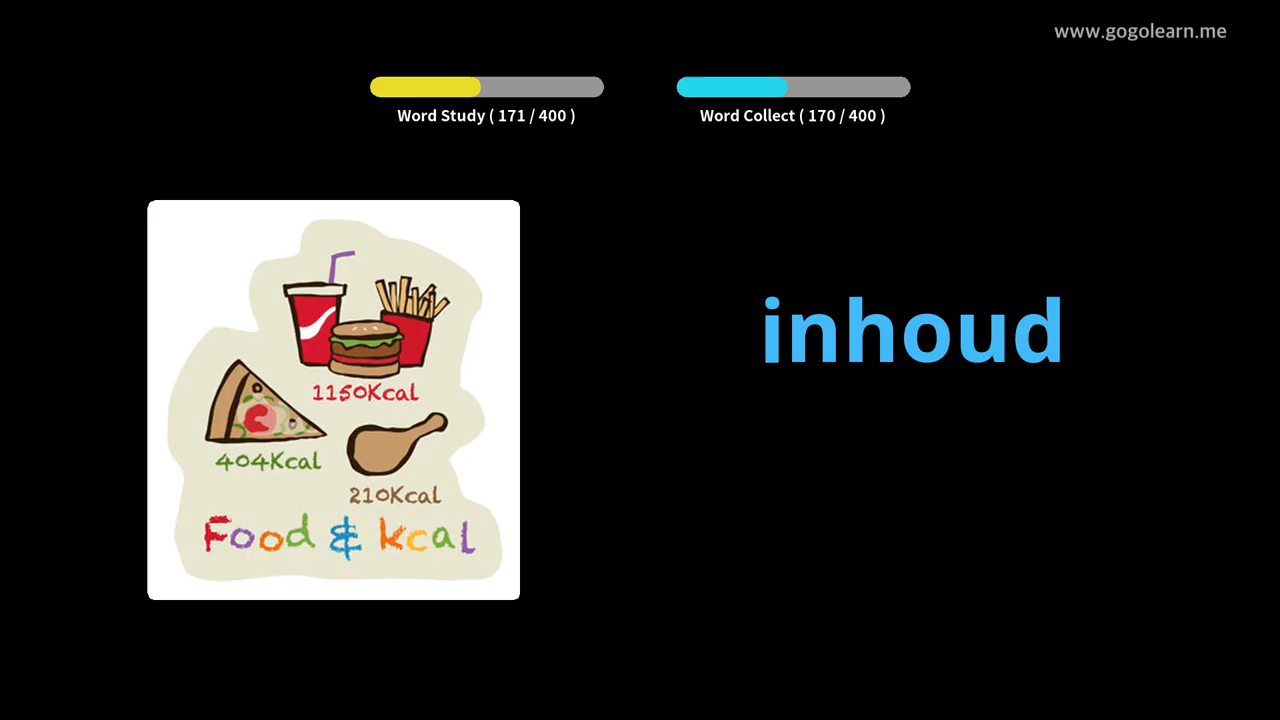 www.gogolearn.me
Word Study ( 171 / 400 )
Word Collect ( 170 / 400 )
1150Kcal
404Kcal
210Kcal
Food & kcal
inhoud